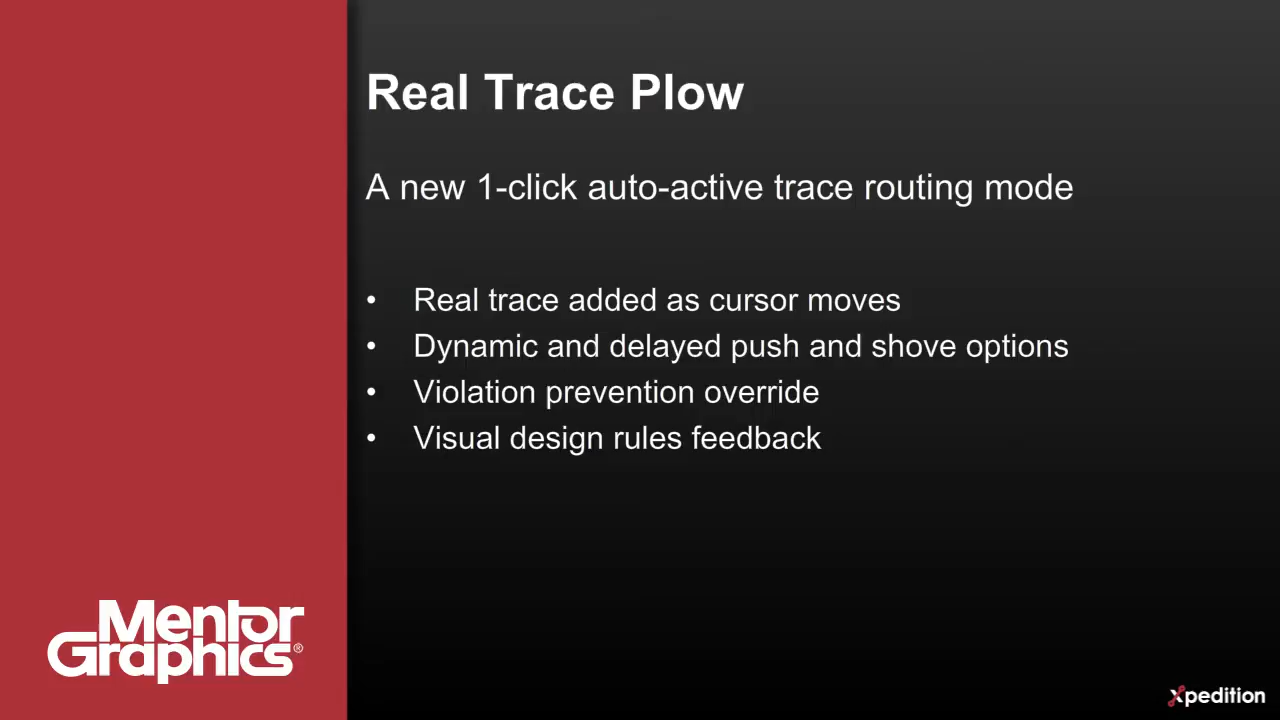 Real Trace Plow
A new 1-click auto-active trace routing mode
• Real trace added as cursor moves
• Dynamic and delayed push and shove options
• Violation prevention override
• Visual design rules feedback
Mentor
Graphics®
Xpedition